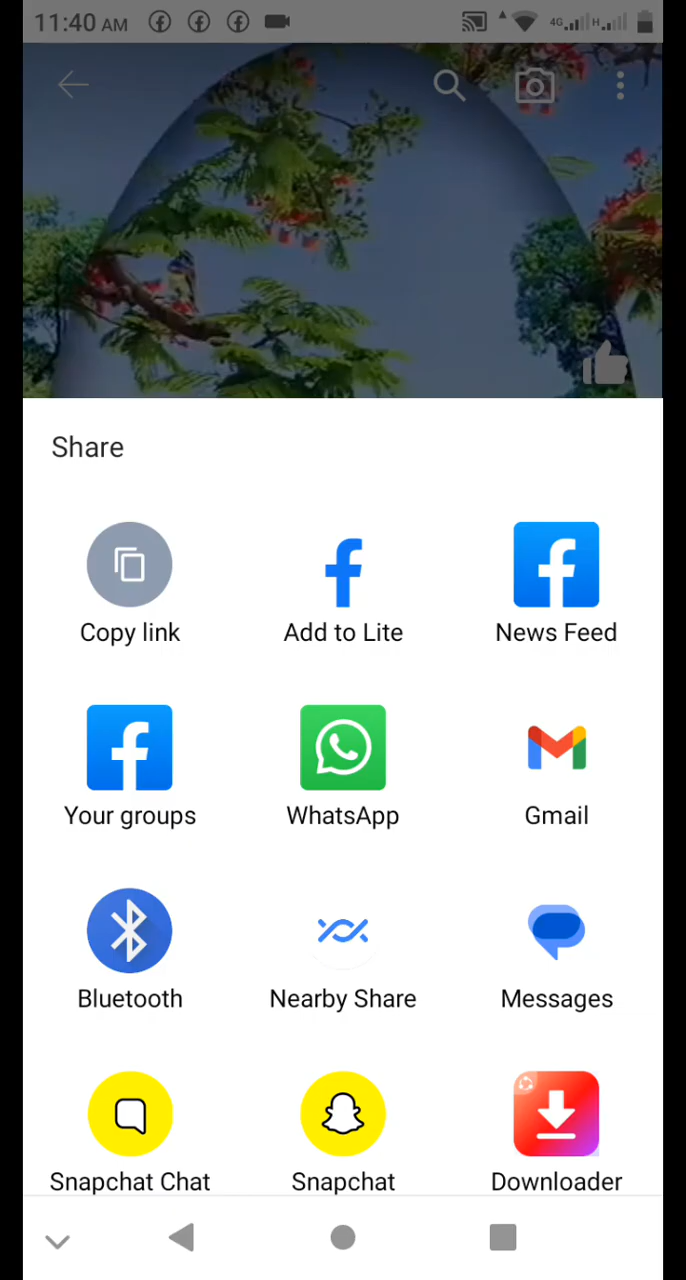 11:40 AM 4G H
Share
Copy link
Add to Lite
News Feed
Your groups
WhatsApp
Gmail
Bluetooth
Nearby Share
Messages
Snapchat Chat
Snapchat
Downloader